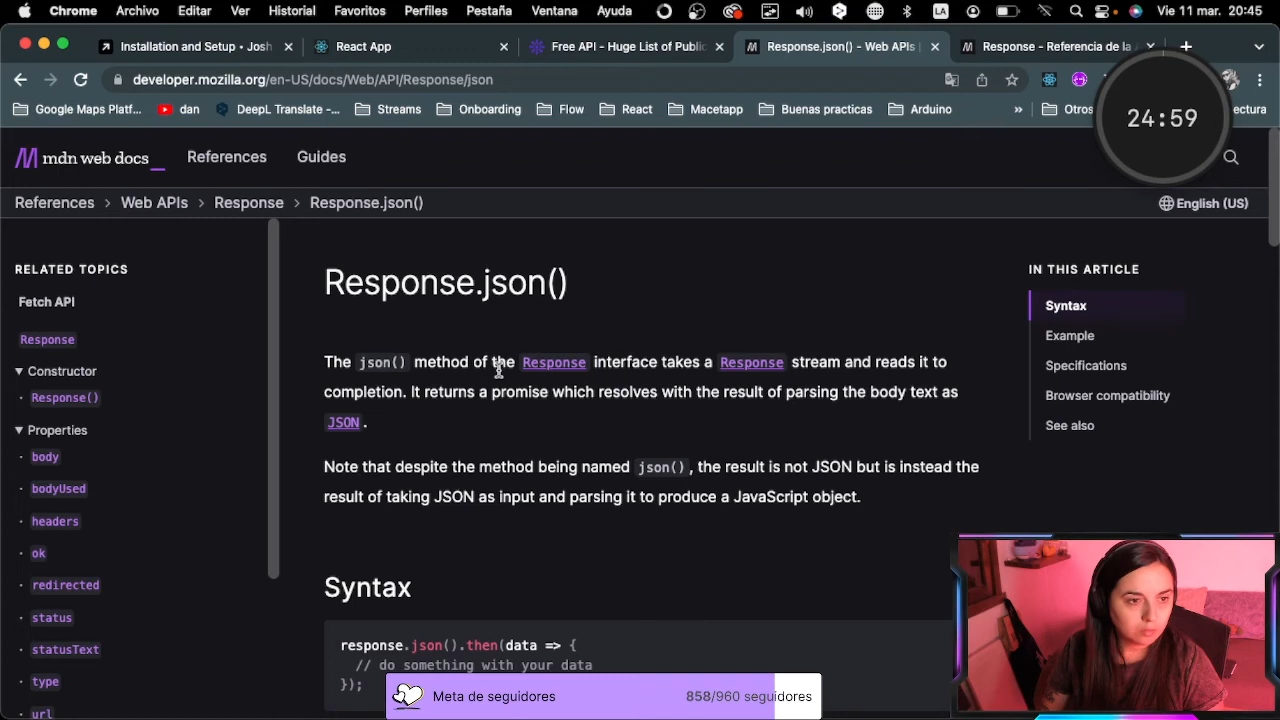 Chrome Archivo Editar Ver Historial Favoritos Perfiles Pestaña Ventana Ayuda LA Vie 11 mar. 20:45
Installation and Setup • Josh React App Free API - Huge List of Public Response.json() - Web APIs | Response - Referencia de la
developer.mozilla.org/en-US/docs/Web/API/Response/json
Google Maps Platf... dan DeepL Translate -... Streams Onboarding Flow React Macetapp Buenas practicas Arduino » Otros ectura
24:59
mdn web docs_ References Guides
References > Web APIs > Response > Response.json() English (US)
RELATED TOPICS
Fetch API
Response
Constructor
Response()
Properties
body
bodyUsed
headers
ok
redirected
status
statusText
type
url
Response.json()
The json() method of the Response interface takes a Response stream and reads it to
completion. It returns a promise which resolves with the result of parsing the body text as
JSON.
Note that despite the method being named json(), the result is not JSON but is instead the
result of taking JSON as input and parsing it to produce a JavaScript object.
Syntax
response.json().then(data => {
// do something with your data
});
IN THIS ARTICLE
Syntax
Example
Specifications
Browser compatibility
See also
Meta de seguidores 858/960 seguidores